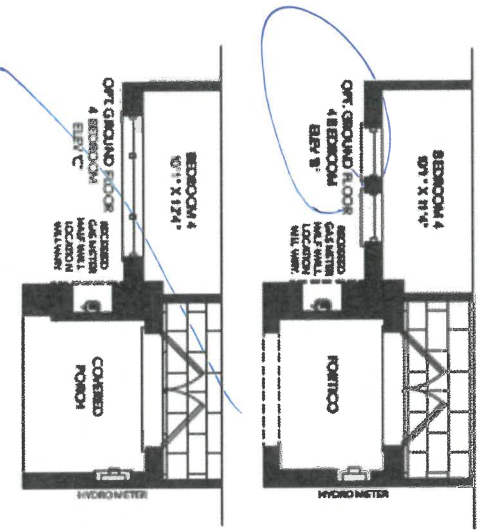 BEDROOM 4
OPT. GROUND FLOOR
4 BEDROOM
ELEV 'B'
RECESSED
GAS METER
HALF WALL
LOCATION
WILL VARY.
PORTICO
HYDRO METER
BEDROOM 4
OPT GROUND FLOOR
4 BEDROOM
ELEV 'C'
RECESSED
GAS METER
HALF WALL
LOCATION
WILL VARY
COVERED
PORCH
HYDRO METER